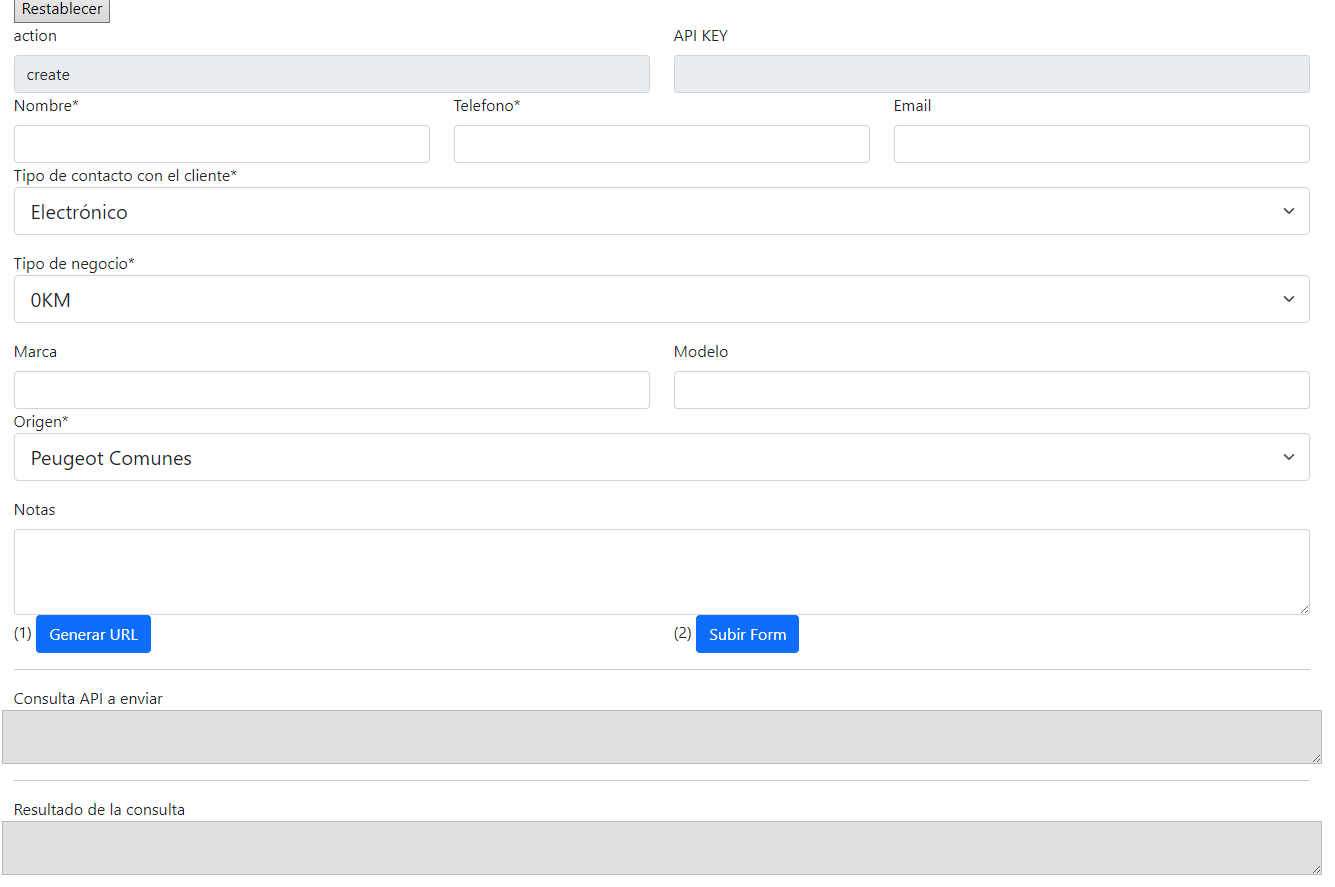 Restablecer
action API KEY
create
Nombre* Telefono* Email
Tipo de contacto con el cliente*
Electrónico
Tipo de negocio*
0KM
Marca Modelo
Origen*
Peugeot Comunes
Notas
(1) Generar URL (2) Subir Form
Consulta API a enviar
Resultado de la consulta